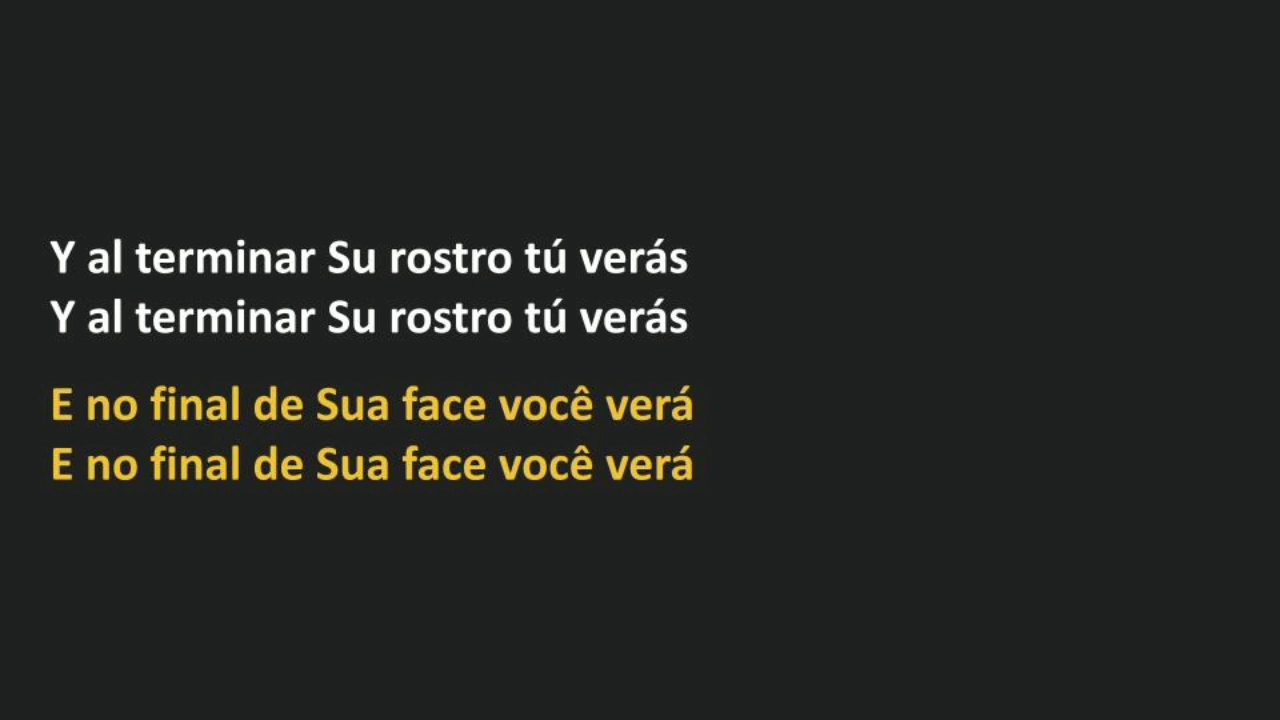 Y al terminar Su rostro tú verás
Y al terminar Su rostro tú verás
E no final de Sua face você verá
E no final de Sua face você verá